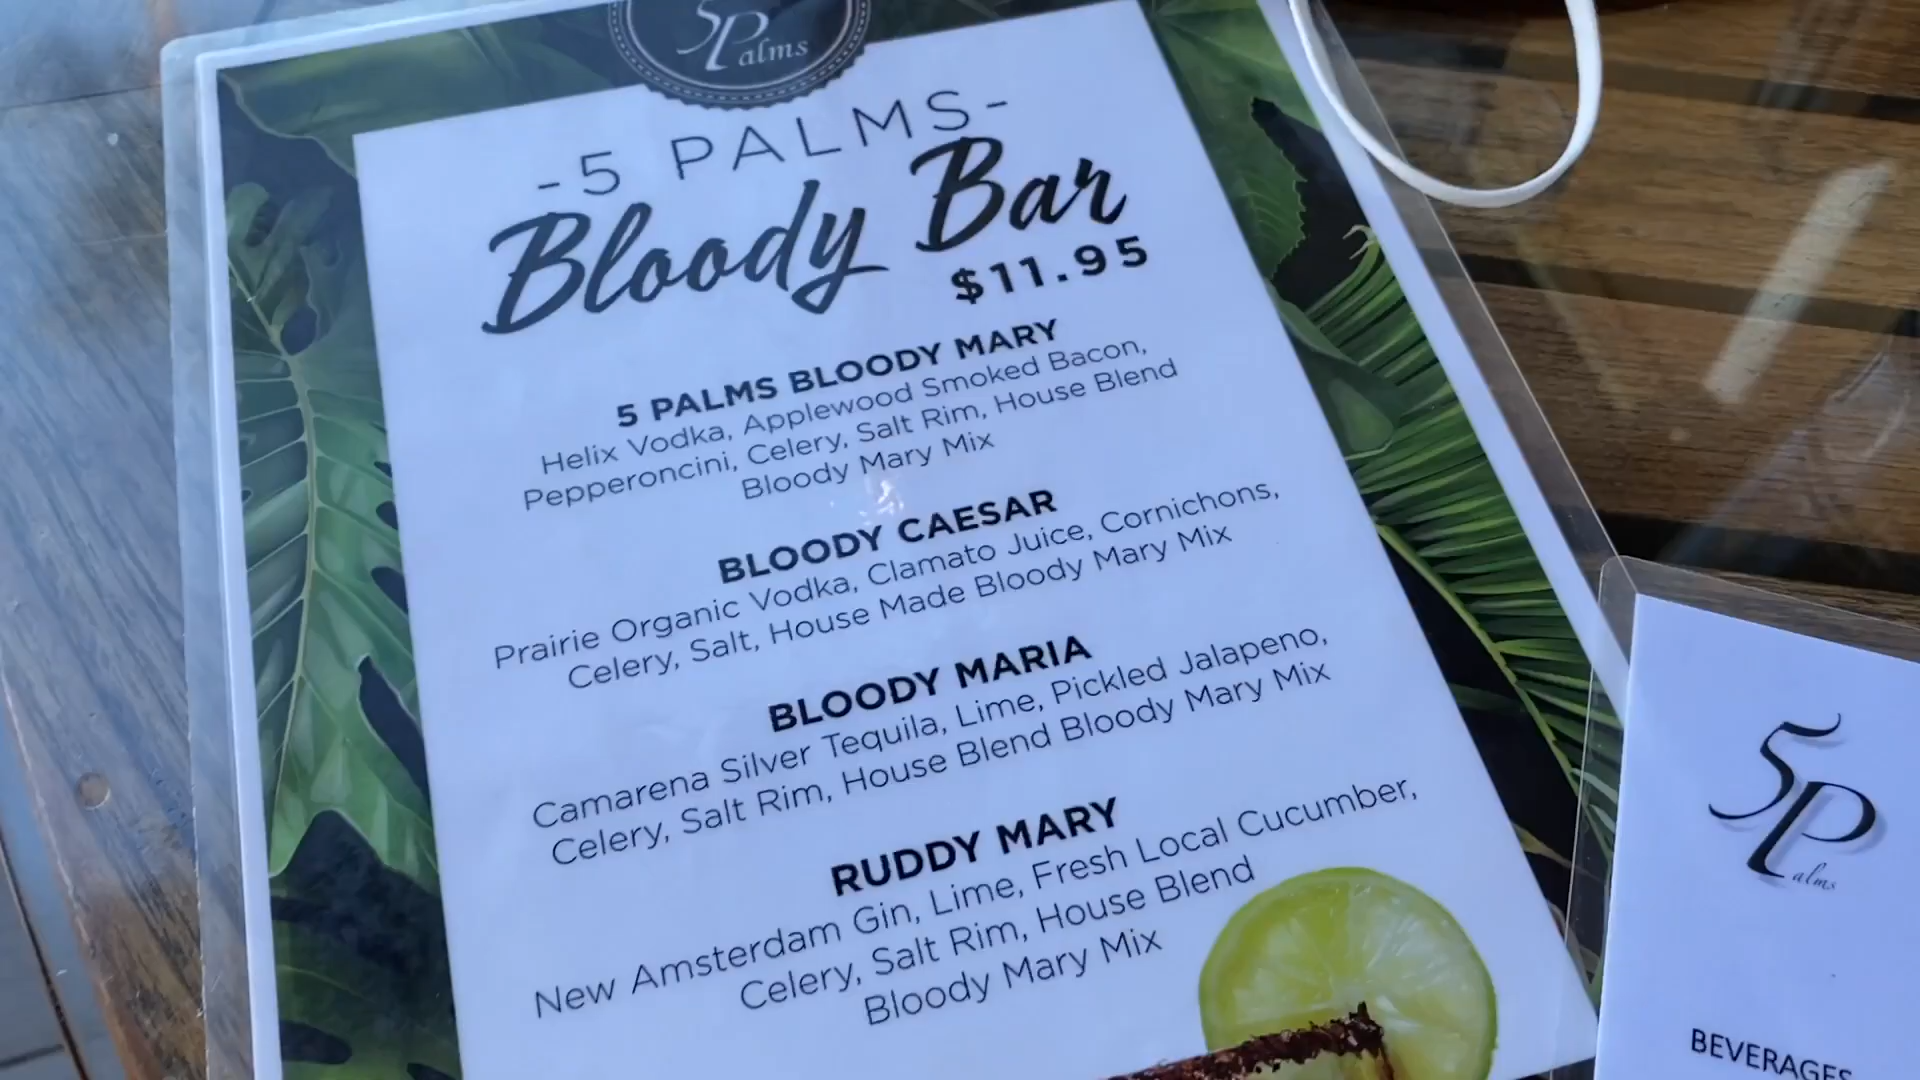 5Palms
-5 PALMS-
Bloody Bar
$11.95
5 PALMS BLOODY MARY
Helix Vodka, Applewood Smoked Bacon,
Pepperoncini, Celery, Salt Rim, House Blend
Bloody Mary Mix
BLOODY CAESAR
Prairie Organic Vodka, Clamato Juice, Cornichons,
Celery, Salt, House Made Bloody Mary Mix
BLOODY MARIA
Camarena Silver Tequila, Lime, Pickled Jalapeno,
Celery, Salt Rim, House Blend Bloody Mary Mix
RUDDY MARY
New Amsterdam Gin, Lime, Fresh Local Cucumber,
Celery, Salt Rim, House Blend
Bloody Mary Mix
5Palms
BEVERAGES